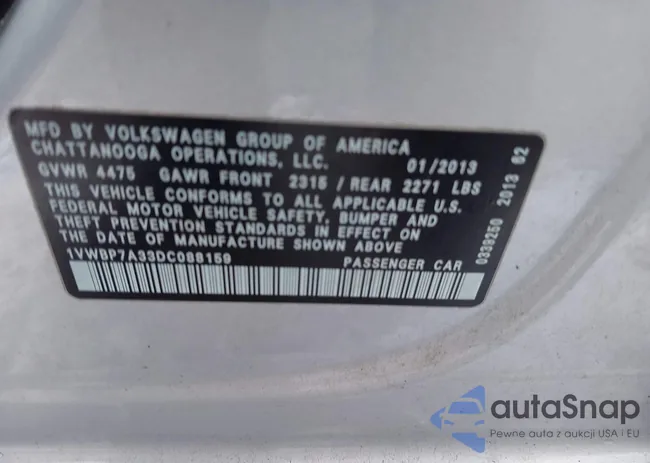 MFD BY VOLKSWAGEN GROUP OF AMERICA
CHATTANOOGA OPERATIONS, LLC. 01/2013
GVWR 4475 GAWR FRONT 2315 / REAR 2271 LBS
THIS VEHICLE CONFORMS TO ALL APPLICABLE U.S.
FEDERAL MOTOR VEHICLE SAFETY, BUMPER AND
THEFT PREVENTION STANDARDS IN EFFECT ON
THE DATE OF MANUFACTURE SHOWN ABOVE
1VWBP7A33DC088159 PASSENGER CAR
0339250 2013 02
autoSnap
Pewne auta z aukcji USA i EU